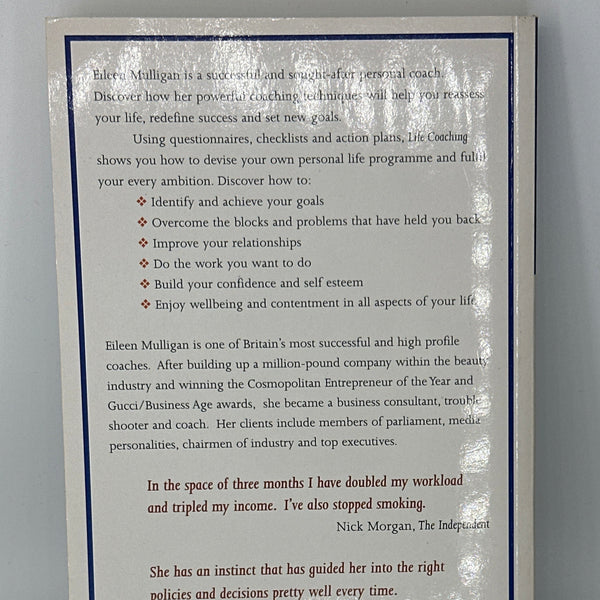 Eileen Mulligan is a successful and sought-after personal coach.
Discover how her powerful coaching techniques will help you reassess
your life, redefine success and set new goals.
Using questionnaires, checklists and action plans, Life Coaching
shows you how to devise your own personal life programme and fulfil
your every ambition. Discover how to:
❖ Identify and achieve your goals
❖ Overcome the blocks and problems that have held you back
❖ Improve your relationships
❖ Do the work you want to do
❖ Build your confidence and self esteem
❖ Enjoy wellbeing and contentment in all aspects of your life
Eileen Mulligan is one of Britain's most successful and high profile
coaches. After building up a million-pound company within the beauty
industry and winning the Cosmopolitan Entrepreneur of the Year and
Gucci/Business Age awards, she became a business consultant, trouble
shooter and coach. Her clients include members of parliament, media
personalities, chairmen of industry and top executives.
In the space of three months I have doubled my workload
and tripled my income. I've also stopped smoking.
Nick Morgan, The Independent
She has an instinct that has guided her into the right
policies and decisions pretty well every time.